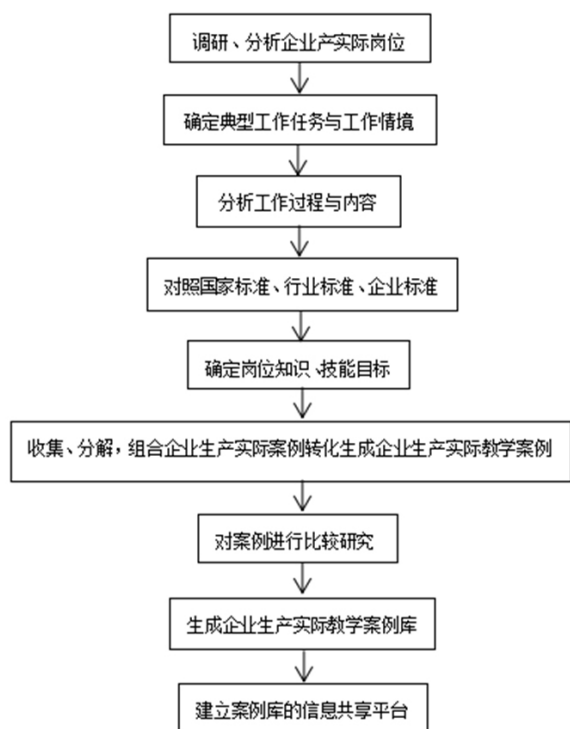 调研、分析企业产实际岗位
确定典型工作任务与工作情境
分析工作过程与内容
对照国家标准、行业标准、企业标准
确定岗位知识、技能目标
收集、分解，组合企业生产实际案例转化生成企业生产实际教学案例
对案例进行比较研究
生成企业生产实际教学案例库
建立案例库的信息共享平台